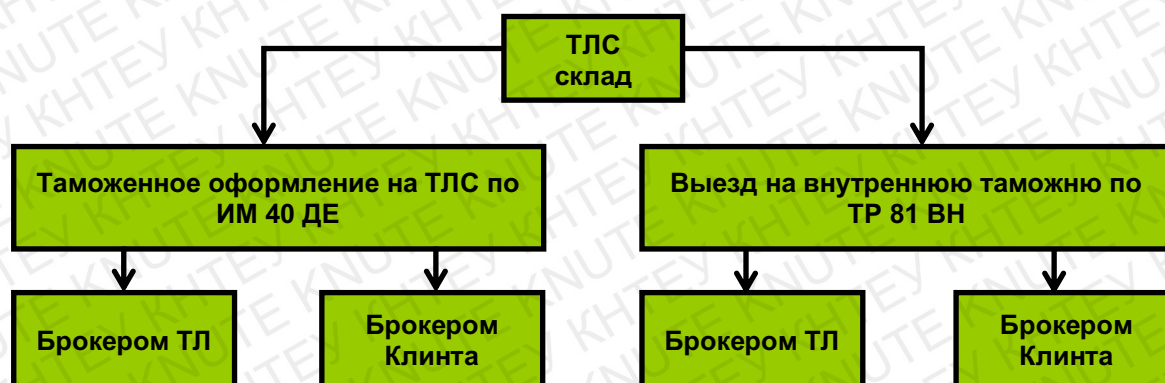 ТЛС
склад
Таможенное оформление на ТЛС по
ИМ 40 ДЕ
Выезд на внутреннюю таможню по
ТР 81 ВН
Брокером ТЛ
Брокером
Клинта
Брокером ТЛ
Брокером
Клинта